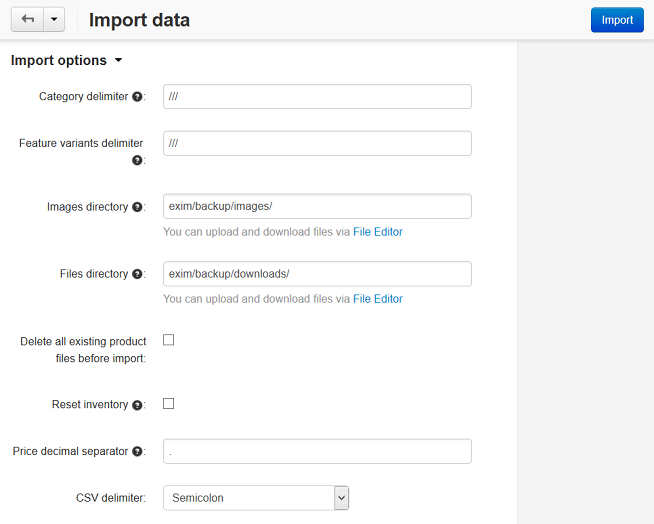 Import data
Import
Import options
Category delimiter ?:
///
Feature variants delimiter
?:
///
Images directory ?:
exim/backup/images/
You can upload and download files via File Editor
Files directory ?:
exim/backup/downloads/
You can upload and download files via File Editor
Delete all existing product
files before import:
Reset inventory ?:
Price decimal separator ?:
.
CSV delimiter:
Semicolon